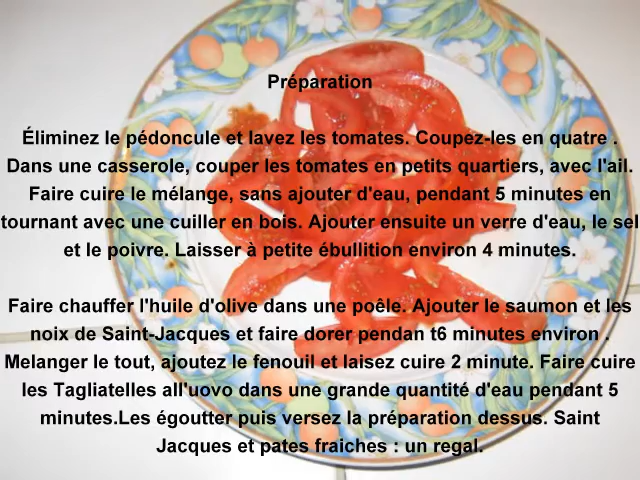 Préparation
Éliminez le pédoncule et lavez les tomates. Coupez-les en quatre .
Dans une casserole, couper les tomates en petits quartiers, avec l'ail.
Faire cuire le mélange, sans ajouter d'eau, pendant 5 minutes en
tournant avec une cuiller en bois. Ajouter ensuite un verre d'eau, le sel
et le poivre. Laisser à petite ébullition environ 4 minutes.
Faire chauffer l'huile d'olive dans une poêle. Ajouter le saumon et les
noix de Saint-Jacques et faire dorer pendan t6 minutes environ .
Melanger le tout, ajoutez le fenouil et laisez cuire 2 minute. Faire cuire
les Tagliatelles all'uovo dans une grande quantité d'eau pendant 5
minutes.Les égoutter puis versez la préparation dessus. Saint
Jacques et pates fraiches : un regal.